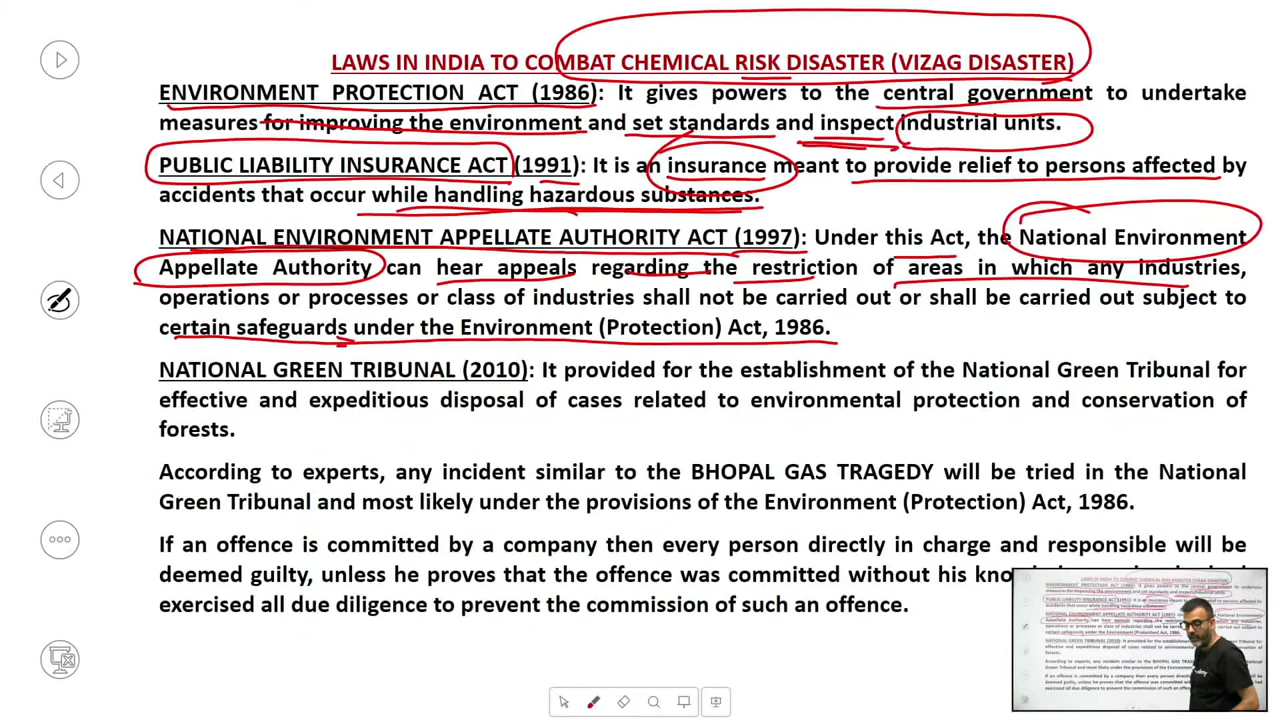 LAWS IN INDIA TO COMBAT CHEMICAL RISK DISASTER (VIZAG DISASTER)
ENVIRONMENT PROTECTION ACT (1986): It gives powers to the central government to undertake
measures for improving the environment and set standards and inspect industrial units.
PUBLIC LIABILITY INSURANCE ACT (1991): It is an insurance meant to provide relief to persons affected by
accidents that occur while handling hazardous substances.
NATIONAL ENVIRONMENT APPELLATE AUTHORITY ACT (1997): Under this Act, the National Environment
Appellate Authority can hear appeals regarding the restriction of areas in which any industries,
operations or processes or class of industries shall not be carried out or shall be carried out subject to
certain safeguards under the Environment (Protection) Act, 1986.
NATIONAL GREEN TRIBUNAL (2010): It provided for the establishment of the National Green Tribunal for
effective and expeditious disposal of cases related to environmental protection and conservation of
forests.
According to experts, any incident similar to the BHOPAL GAS TRAGEDY will be tried in the National
Green Tribunal and most likely under the provisions of the Environment (Protection) Act, 1986.
If an offence is committed by a company then every person directly in charge and responsible will be
deemed guilty, unless he proves that the offence was committed without his
exercised all due diligence to prevent the commission of such an offence.